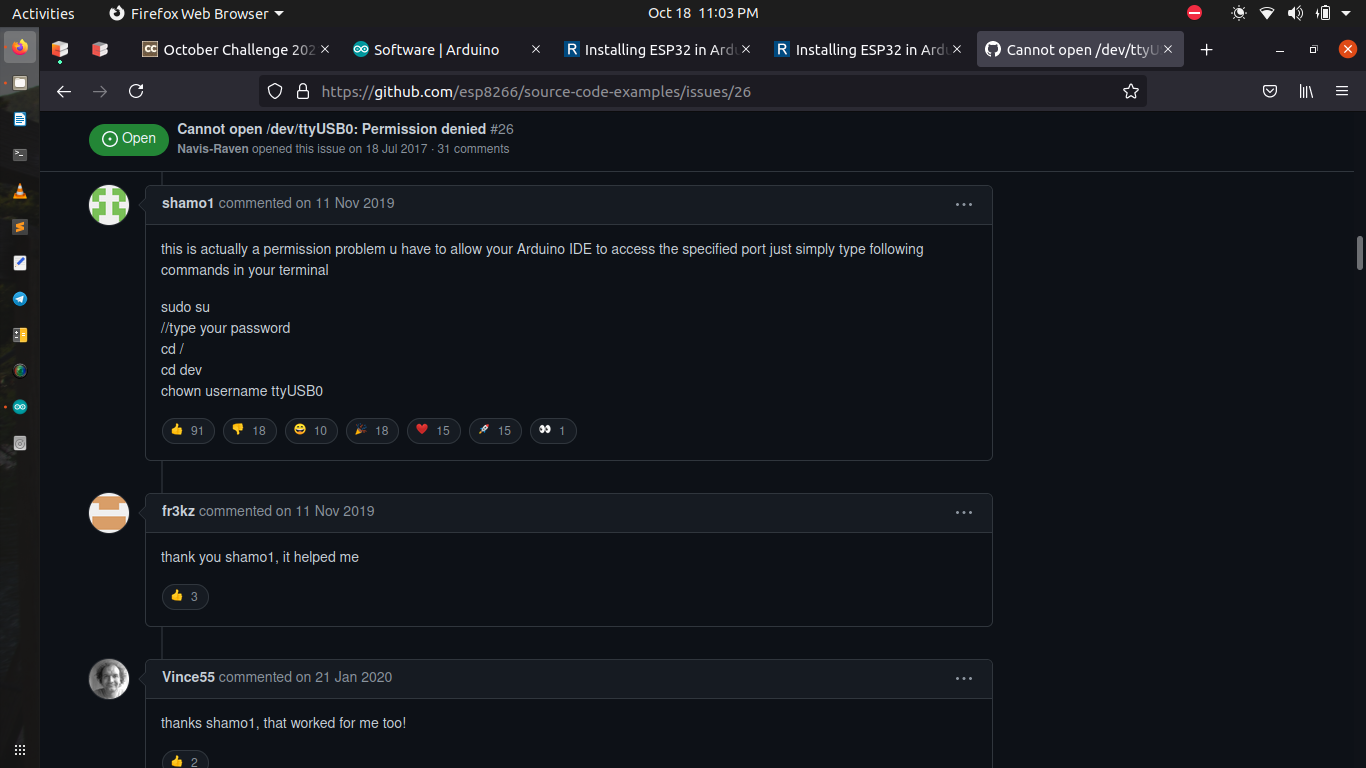 Activities
Firefox Web Browser
Oct 18 11:03 PM
CC October Challenge 202
Software | Arduino
R Installing ESP32 in Ardu
R Installing ESP32 in Ardu
Cannot open /dev/ttyU
https://github.com/esp8266/source-code-examples/issues/26
Open
Cannot open /dev/ttyUSB0: Permission denied #26
Navis-Raven opened this issue on 18 Jul 2017 · 31 comments
shamo1 commented on 11 Nov 2019
this is actually a permission problem u have to allow your Arduino IDE to access the specified port just simply type following
commands in your terminal
sudo su
//type your password
cd /
cd dev
chown username ttyUSB0
👍 91 👎 18 😄 10 🎉 18 ❤️ 15 🚀 15 👀 1
fr3kz commented on 11 Nov 2019
thank you shamo1, it helped me
👍 3
Vince55 commented on 21 Jan 2020
thanks shamo1, that worked for me too!
👍 2